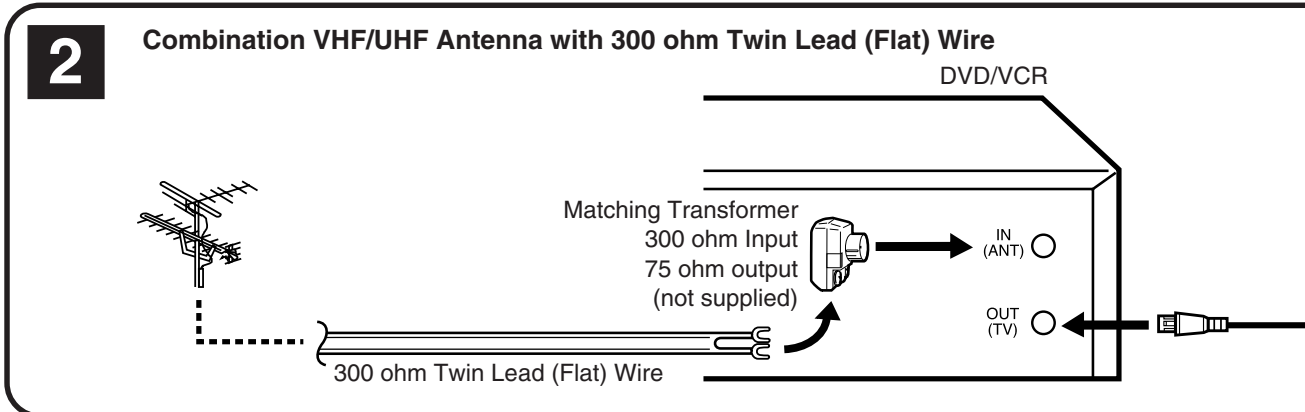 2
Combination VHF/UHF Antenna with 300 ohm Twin Lead (Flat) Wire
DVD/VCR
Matching Transformer
300 ohm Input
75 ohm output
(not supplied)
IN
(ANT)
OUT
(TV)
300 ohm Twin Lead (Flat) Wire